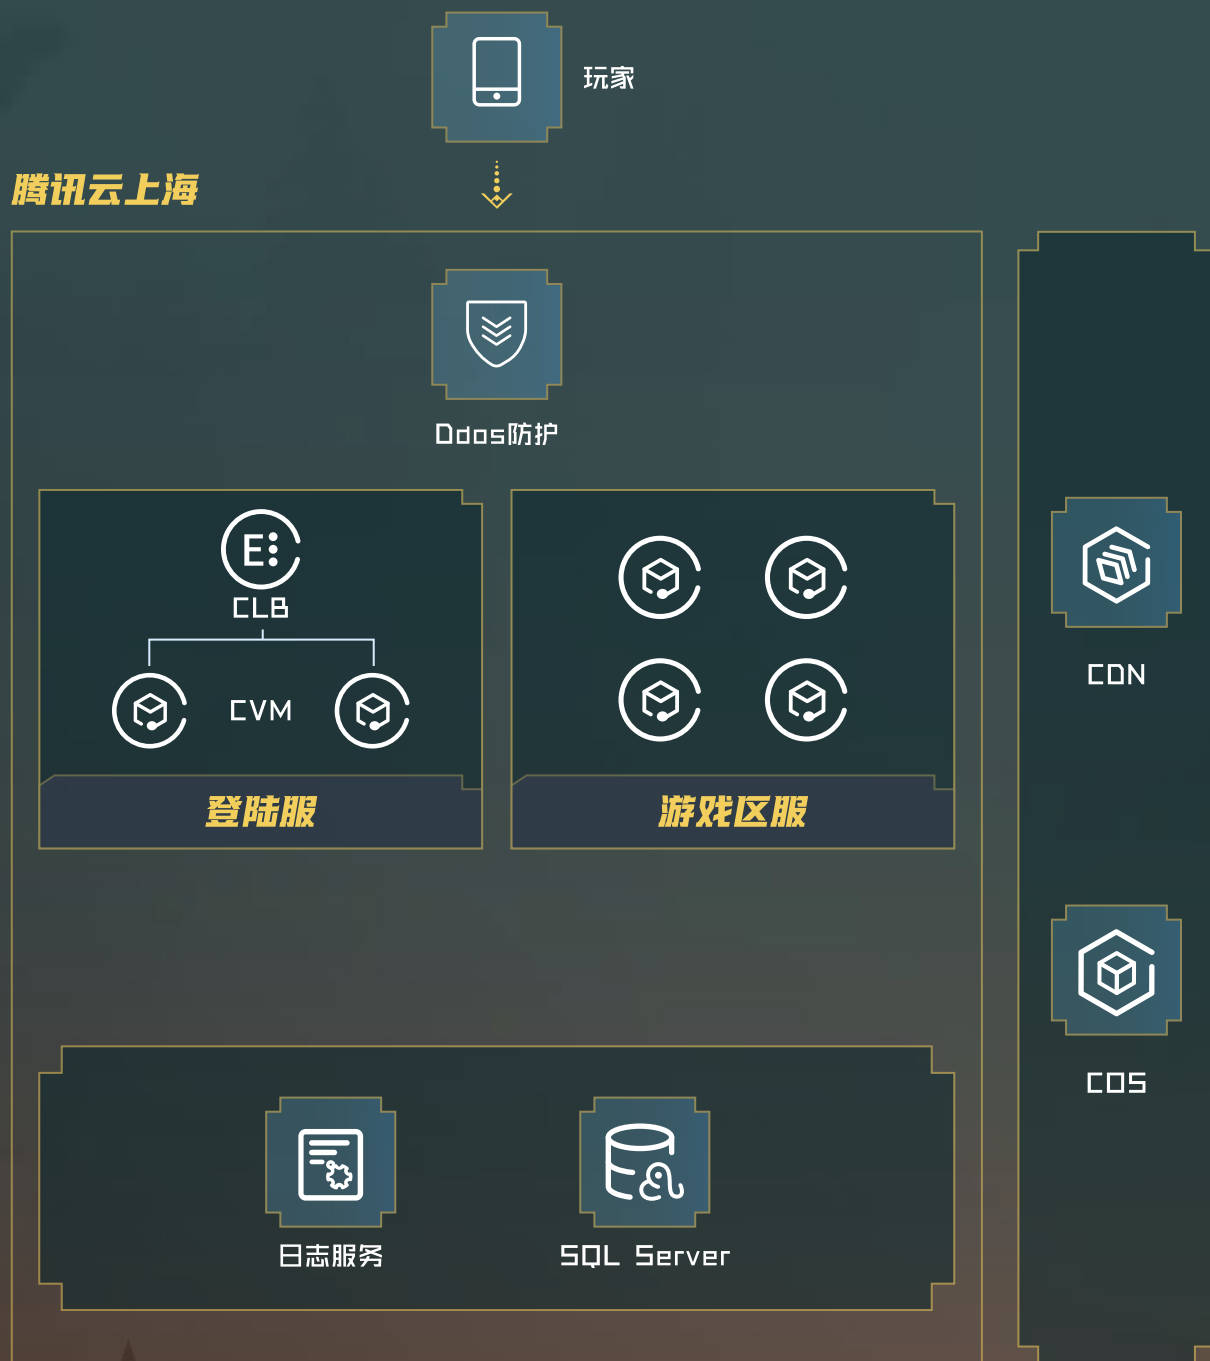 玩家
腾讯云上海
Ddos防护
CLB
CVM
登陆服
游戏区服
CDN
COS
日志服务
SQL Server